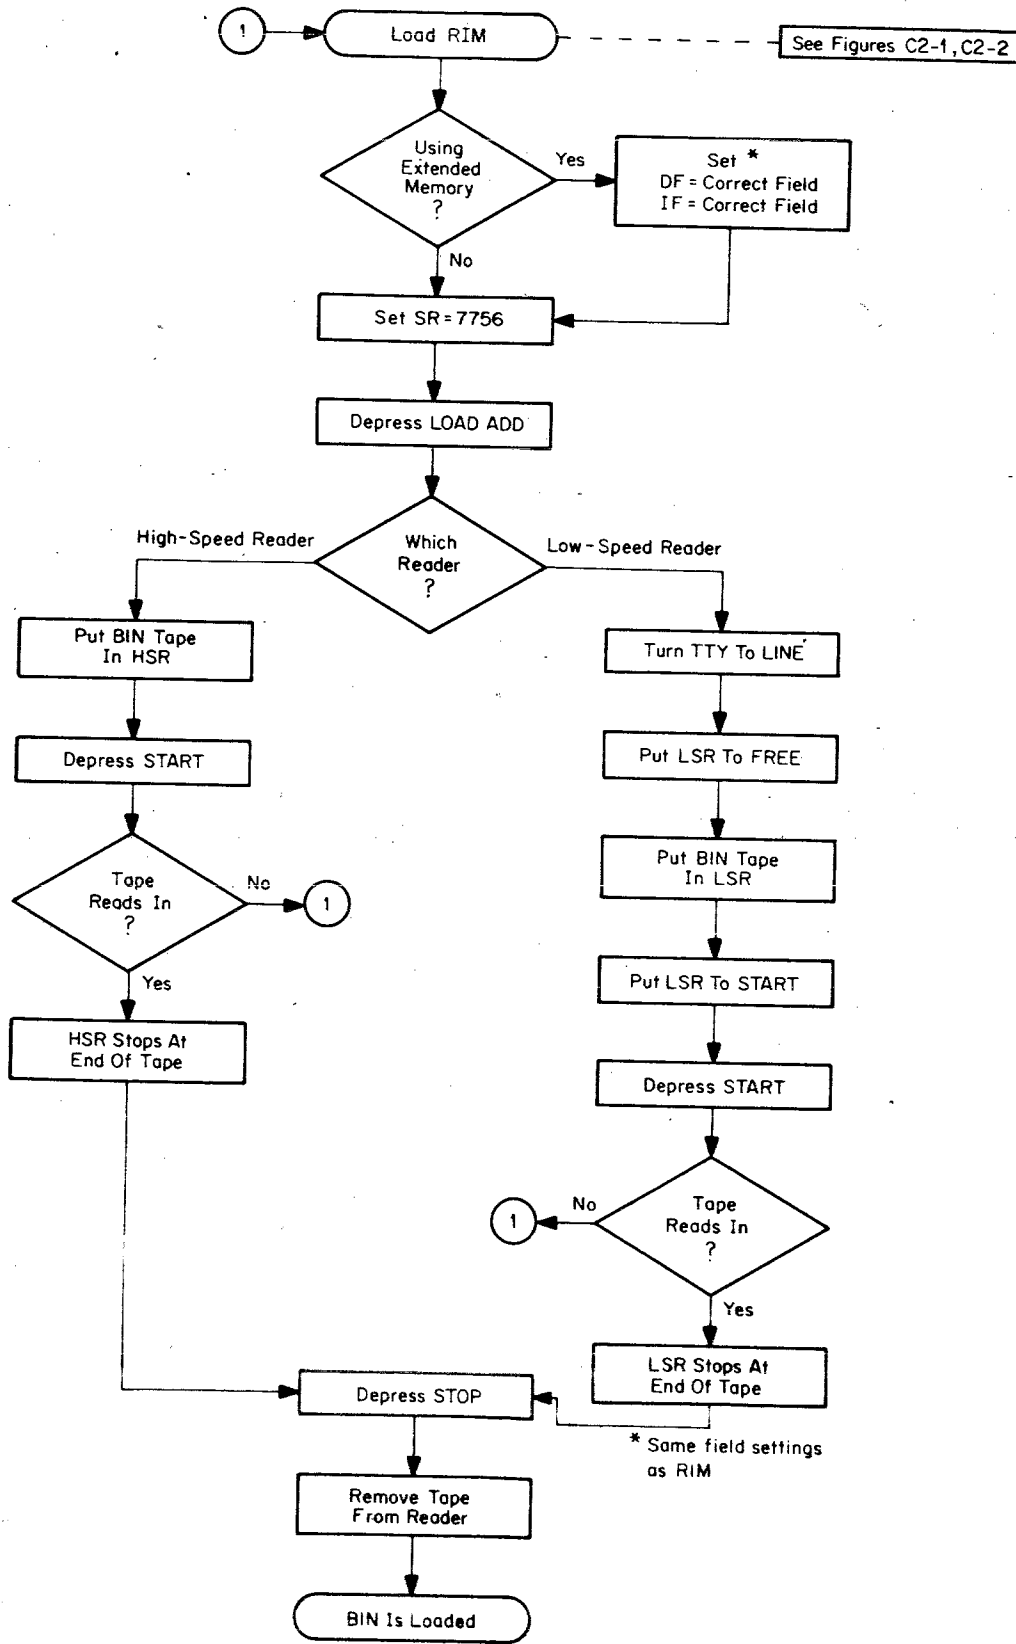 1
Load RIM
See Figures C2-1, C2-2
Using
Extended
Memory
?
Yes
Set *
DF = Correct Field
IF = Correct Field
No
Set SR = 7756
Depress LOAD ADD
High-Speed Reader
Which
Reader
?
Low-Speed Reader
Put BIN Tape
In HSR
Turn TTY To LINE
Depress START
Put LSR To FREE
Tape
Reads In
?
No
1
Put BIN Tape
In LSR
Yes
Put LSR To START
HSR Stops At
End Of Tape
Depress START
Tape
Reads In
?
No
1
Yes
LSR Stops At
End Of Tape
Depress STOP
* Same field settings
as RIM
Remove Tape
From Reader
BIN Is Loaded